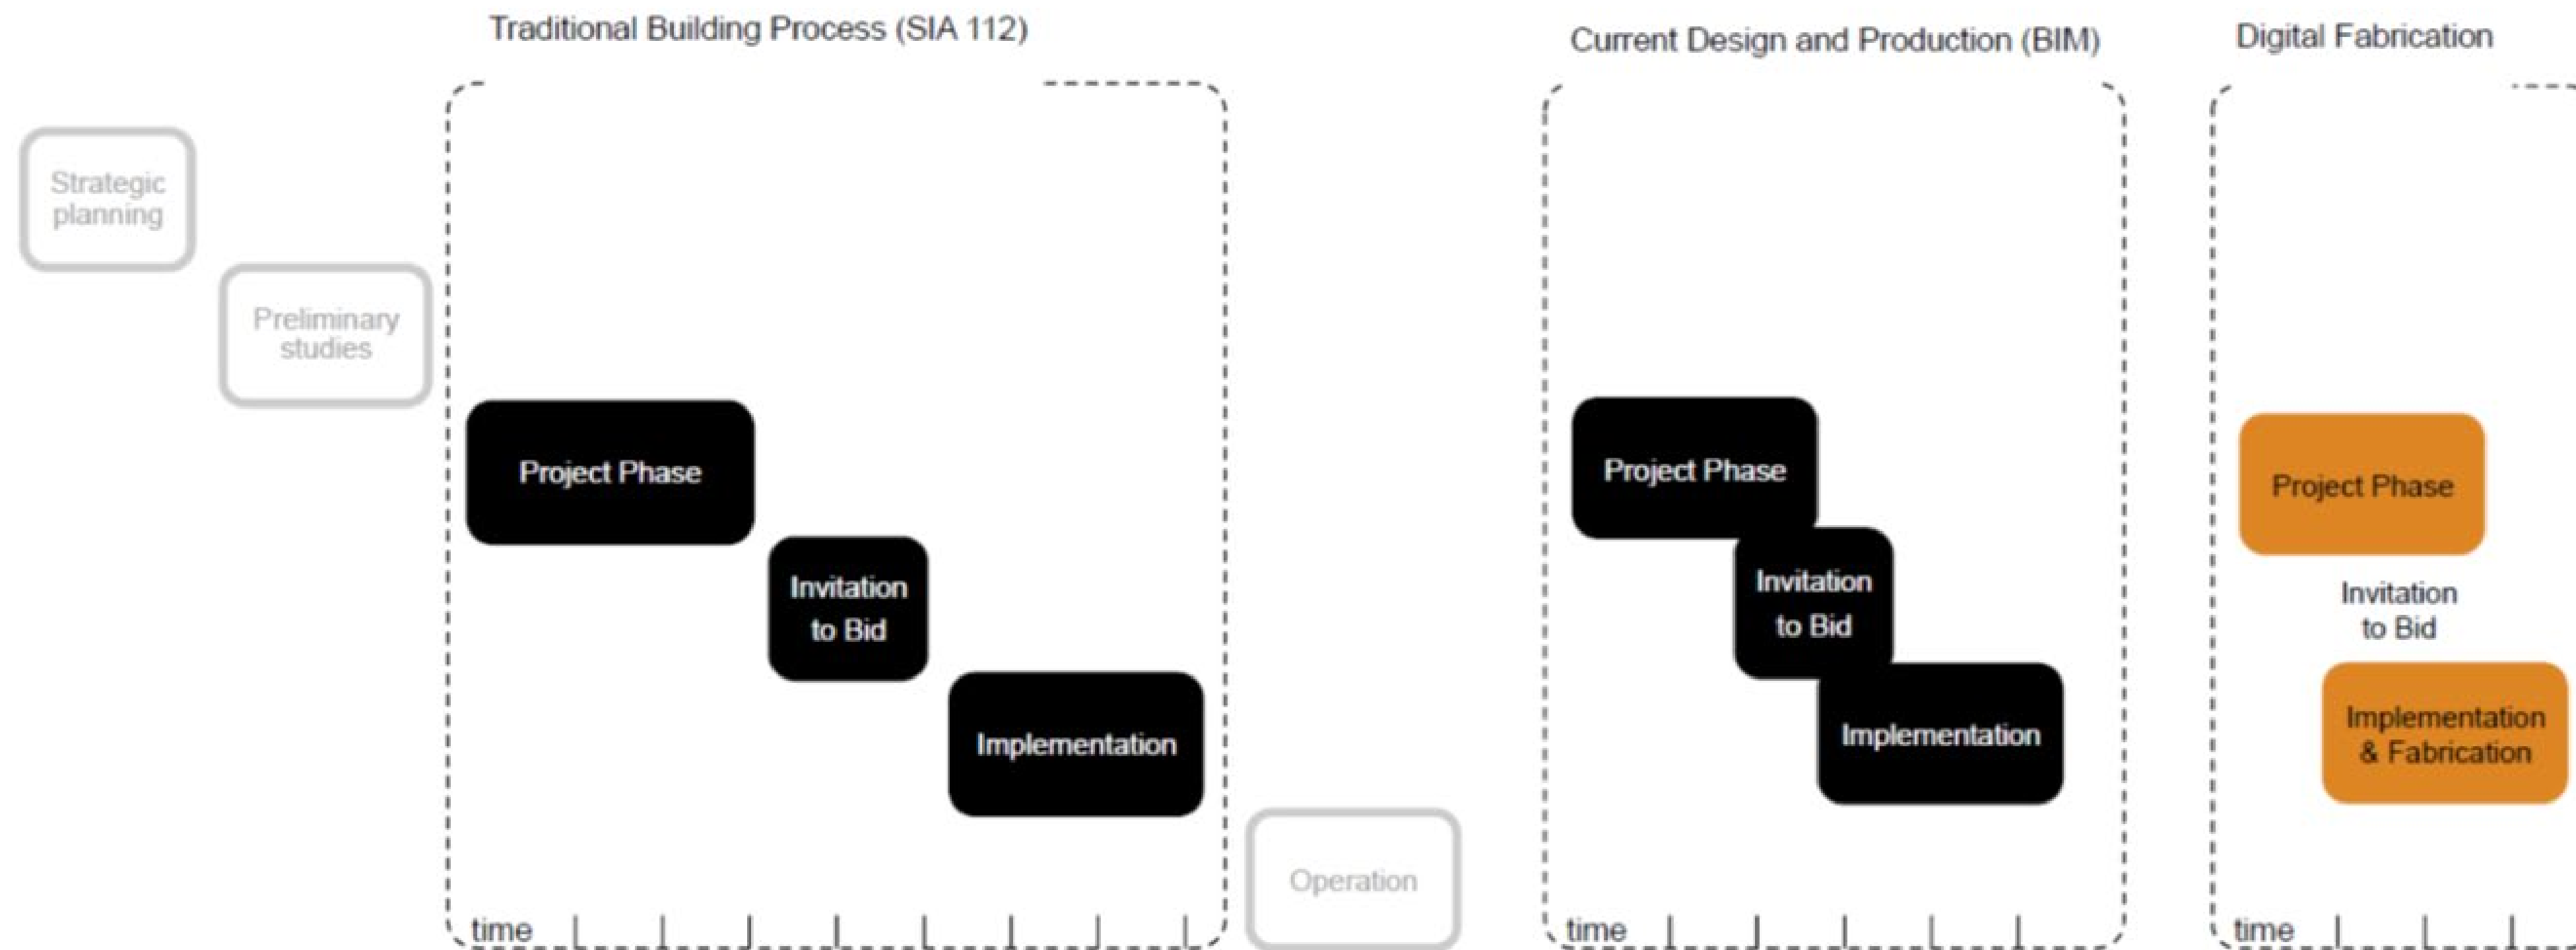 Traditional Building Process (SIA 112)
Current Design and Production (BIM)
Digital Fabrication
Strategic
planning
Preliminary
studies
Project Phase
Invitation
to Bid
Implementation
Operation
time
Project Phase
Invitation
to Bid
Implementation
time
Project Phase
Invitation
to Bid
Implementation
& Fabrication
time